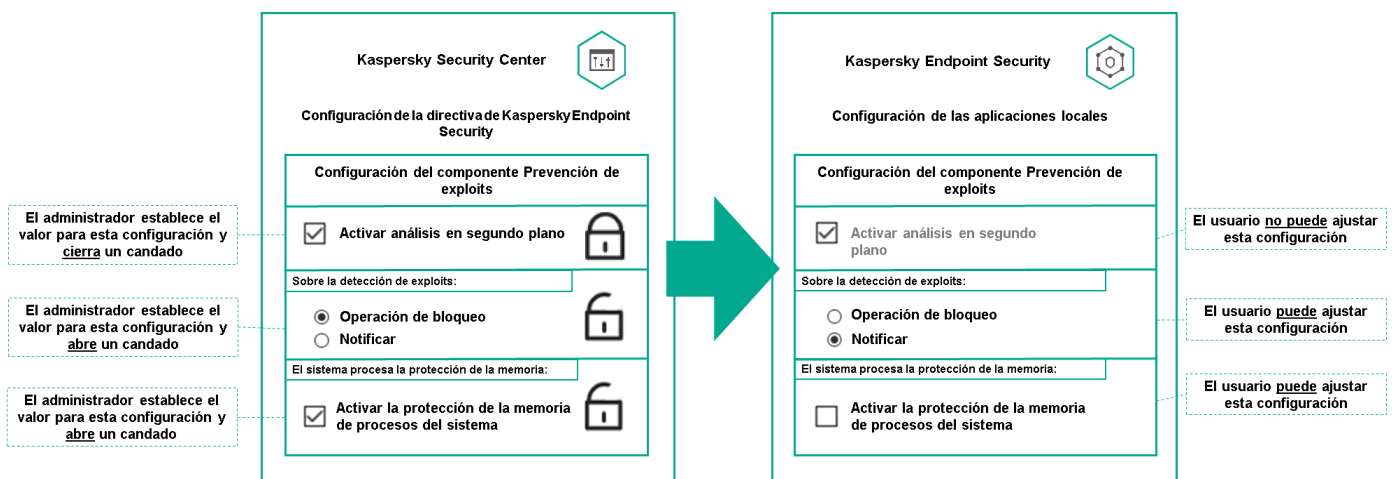 Kaspersky Security Center
Configuración de la directiva de Kaspersky Endpoint
Security
Configuración del componente Prevención de
exploits
El administrador establece el
valor para esta configuración y
cierra un candado
Activar análisis en segundo plano
Sobre la detección de exploits:
El administrador establece el
valor para esta configuración y
abre un candado
Operación de bloqueo
Notificar
El sistema procesa la protección de la memoria:
El administrador establece el
valor para esta configuración y
abre un candado
Activar la protección de la memoria
de procesos del sistema
Kaspersky Endpoint Security
Configuración de las aplicaciones locales
Configuración del componente Prevención de
exploits
Activar análisis en segundo
plano
El usuario no puede ajustar
esta configuración
Sobre la detección de exploits:
Operación de bloqueo
Notificar
El usuario puede ajustar
esta configuración
El sistema procesa la protección de la memoria:
Activar la protección de la memoria
de procesos del sistema
El usuario puede ajustar
esta configuración